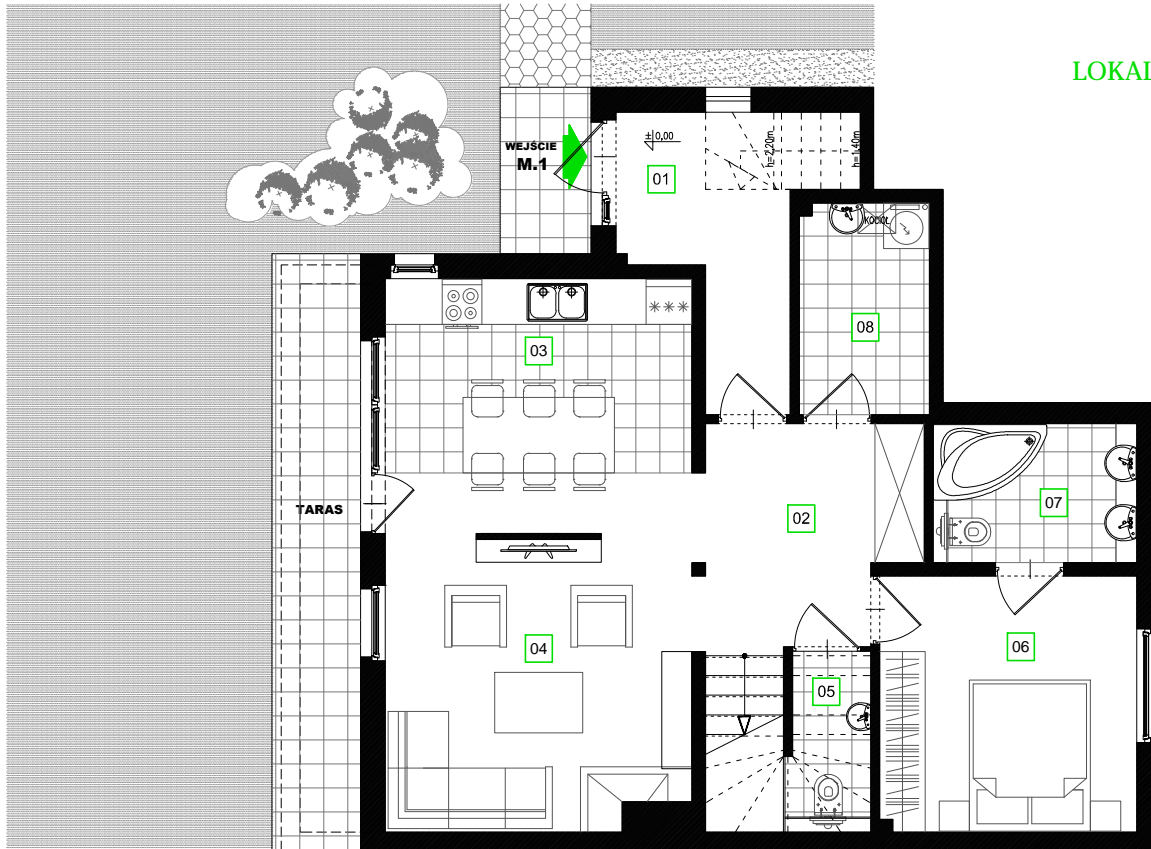 LOKAL
WEJŚCIE
M.1
±0,00
h=2,20m
h=1,40m
01
KOCIOŁ
08
03
TARAS
02
07
04
05
06